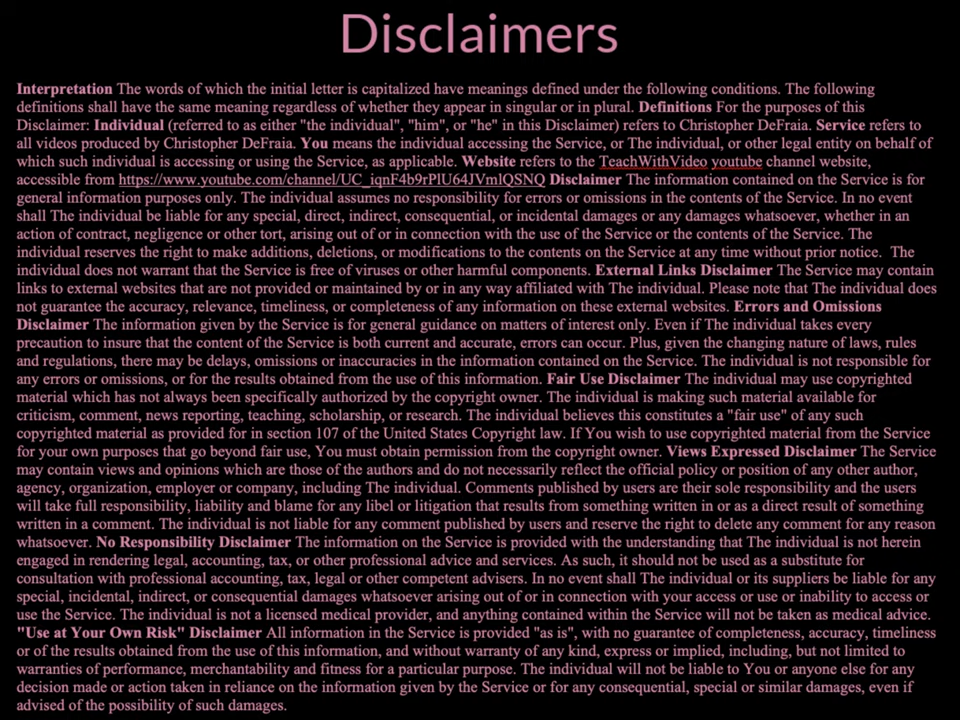 Disclaimers
Interpretation The words of which the initial letter is capitalized have meanings defined under the following conditions. The following
definitions shall have the same meaning regardless of whether they appear in singular or in plural. Definitions For the purposes of this
Disclaimer: Individual (referred to as either "the individual", "him", or "he" in this Disclaimer) refers to Christopher DeFraia. Service refers to
all videos produced by Christopher DeFraia. You means the individual accessing the Service, or The individual, or other legal entity on behalf of
which such individual is accessing or using the Service, as applicable. Website refers to the TeachWithVideo youtube channel website,
accessible from https://www.youtube.com/channel/UC_iqnF4b9rPlU64JVmlQSNQ Disclaimer The information contained on the Service is for
general information purposes only. The individual assumes no responsibility for errors or omissions in the contents of the Service. In no event
shall The individual be liable for any special, direct, indirect, consequential, or incidental damages or any damages whatsoever, whether in an
action of contract, negligence or other tort, arising out of or in connection with the use of the Service or the contents of the Service. The
individual reserves the right to make additions, deletions, or modifications to the contents on the Service at any time without prior notice. The
individual does not warrant that the Service is free of viruses or other harmful components. External Links Disclaimer The Service may contain
links to external websites that are not provided or maintained by or in any way affiliated with The individual. Please note that The individual does
not guarantee the accuracy, relevance, timeliness, or completeness of any information on these external websites. Errors and Omissions
Disclaimer The information given by the Service is for general guidance on matters of interest only. Even if The individual takes every
precaution to insure that the content of the Service is both current and accurate, errors can occur. Plus, given the changing nature of laws, rules
and regulations, there may be delays, omissions or inaccuracies in the information contained on the Service. The individual is not responsible for
any errors or omissions, or for the results obtained from the use of this information. Fair Use Disclaimer The individual may use copyrighted
material which has not always been specifically authorized by the copyright owner. The individual is making such material available for
criticism, comment, news reporting, teaching, scholarship, or research. The individual believes this constitutes a "fair use" of any such
copyrighted material as provided for in section 107 of the United States Copyright law. If You wish to use copyrighted material from the Service
for your own purposes that go beyond fair use, You must obtain permission from the copyright owner. Views Expressed Disclaimer The Service
may contain views and opinions which are those of the authors and do not necessarily reflect the official policy or position of any other author,
agency, organization, employer or company, including The individual. Comments published by users are their sole responsibility and the users
will take full responsibility, liability and blame for any libel or litigation that results from something written in or as a direct result of something
written in a comment. The individual is not liable for any comment published by users and reserve the right to delete any comment for any reason
whatsoever. No Responsibility Disclaimer The information on the Service is provided with the understanding that The individual is not herein
engaged in rendering legal, accounting, tax, or other professional advice and services. As such, it should not be used as a substitute for
consultation with professional accounting, tax, legal or other competent advisers. In no event shall The individual or its suppliers be liable for any
special, incidental, indirect, or consequential damages whatsoever arising out of or in connection with your access or use or inability to access or
use the Service. The individual is not a licensed medical provider, and anything contained within the Service will not be taken as medical advice.
"Use at Your Own Risk" Disclaimer All information in the Service is provided "as is", with no guarantee of completeness, accuracy, timeliness
or of the results obtained from the use of this information, and without warranty of any kind, express or implied, including, but not limited to
warranties of performance, merchantability and fitness for a particular purpose. The individual will not be liable to You or anyone else for any
decision made or action taken in reliance on the information given by the Service or for any consequential, special or similar damages, even if
advised of the possibility of such damages.